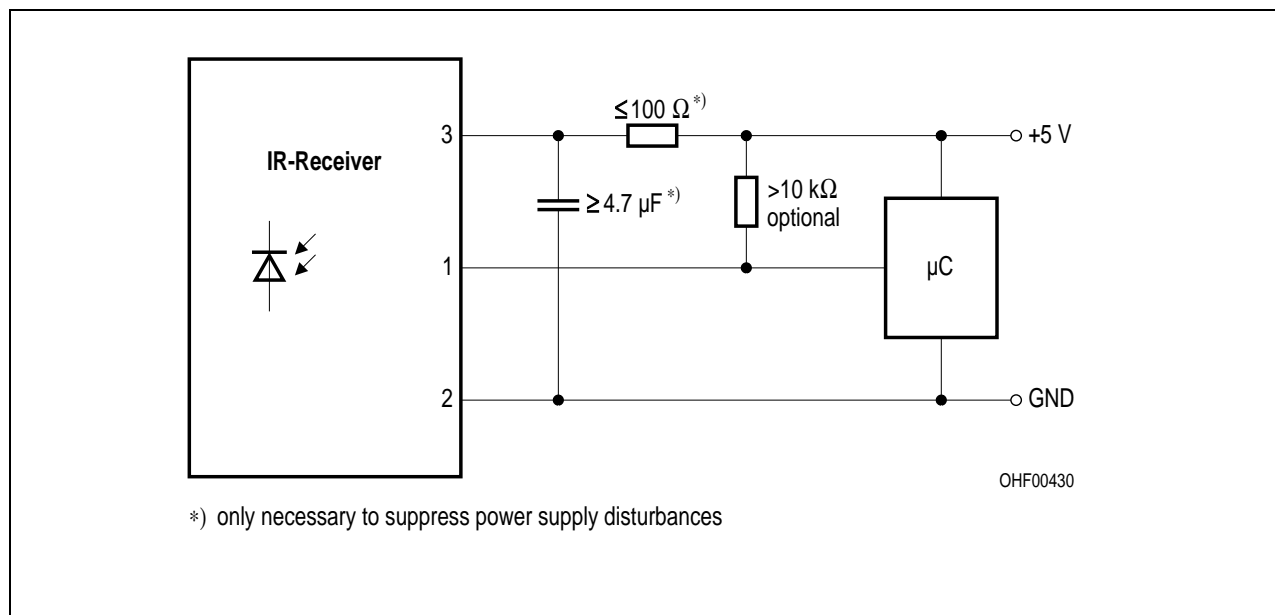 ≤100 Ω *)
3
+5 V
IR-Receiver
≥4.7 µF *)
>10 kΩ
optional
1
µC
2
GND
OHF00430
*) only necessary to suppress power supply disturbances